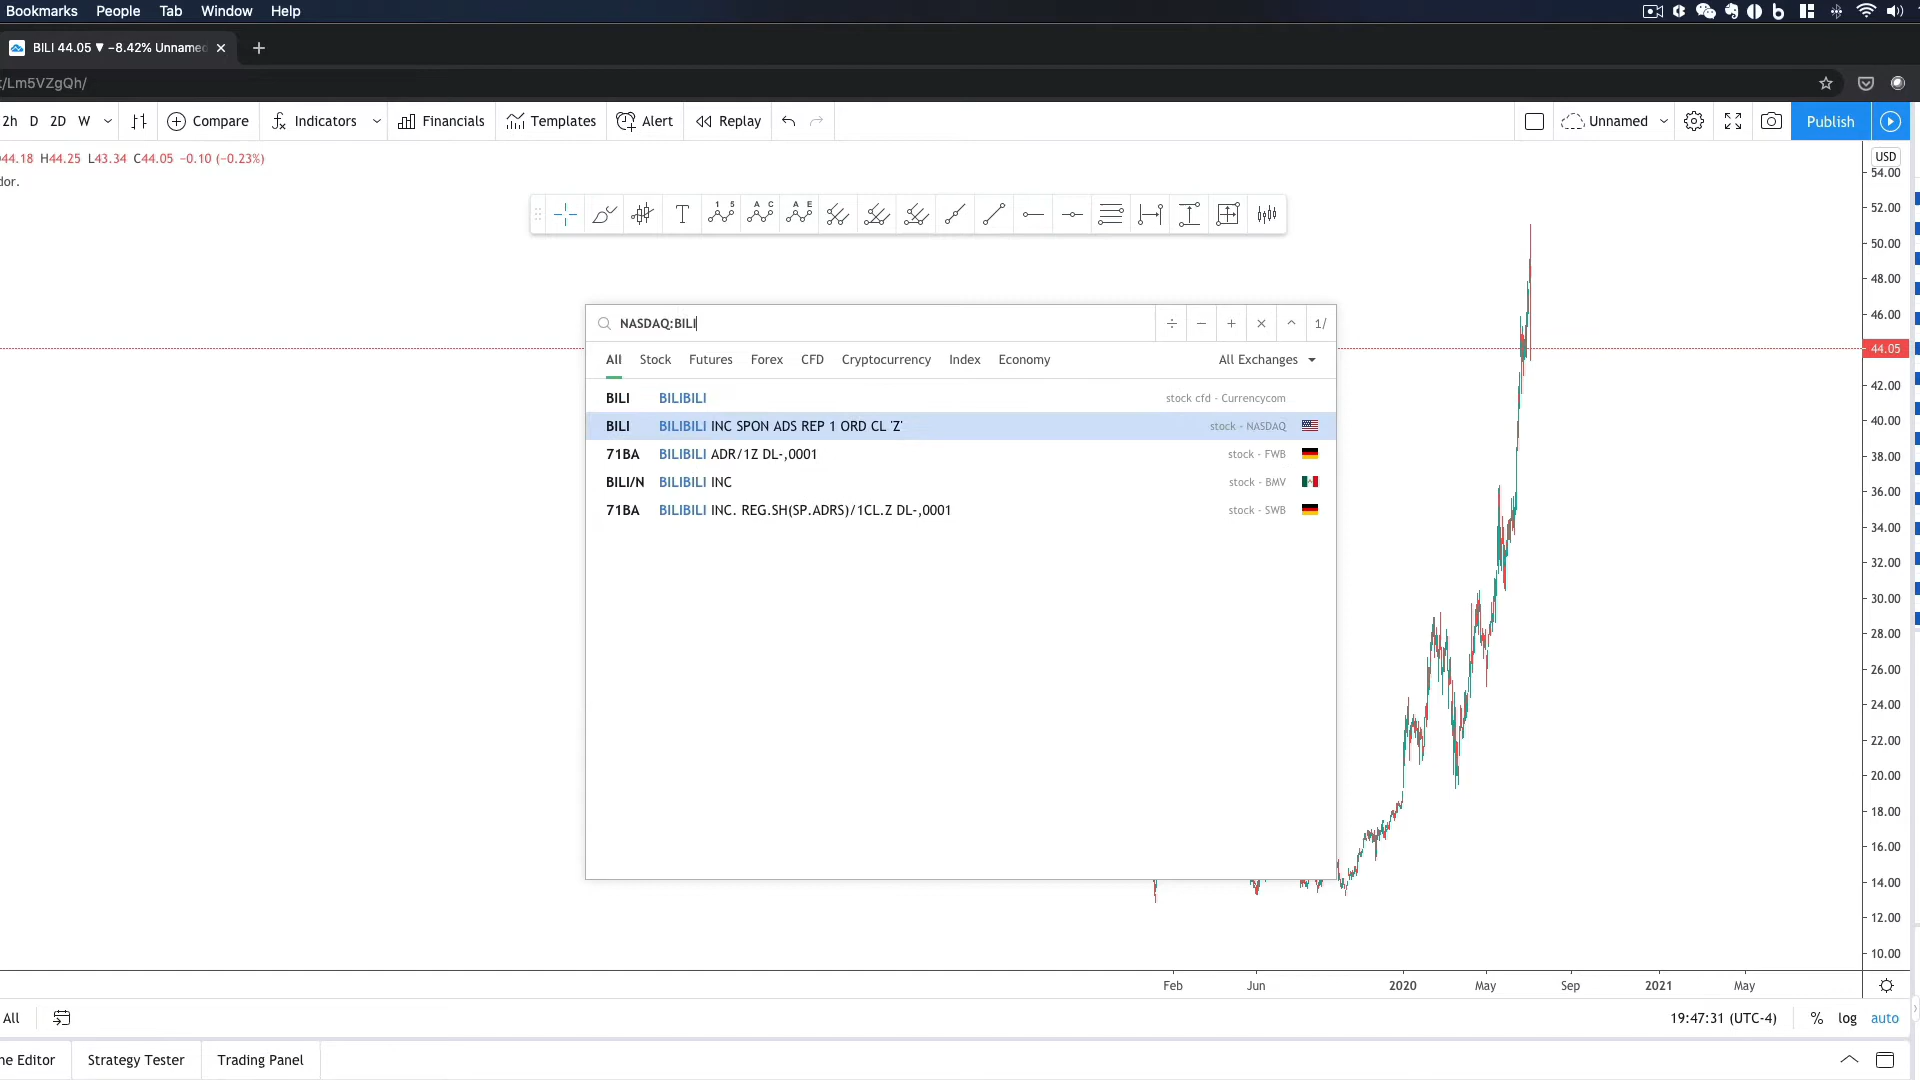 Bookmarks People Tab Window Help
BILI 44.05 ▼ −8.42% Unname
t/Lm5VZgQh/
2h D 2D W Compare Indicators Financials Templates Alert Replay Unnamed Publish
44.18 H44.25 L43.34 C44.05 −0.10 (−0.23%)
dor.
USD
54.00
52.00
50.00
48.00
46.00
44.05
42.00
40.00
38.00
36.00
34.00
32.00
30.00
28.00
26.00
24.00
22.00
20.00
18.00
16.00
14.00
12.00
10.00
T 1 5 A C A E
NASDAQ:BILI ÷ − + × ^ 1/
All Stock Futures Forex CFD Cryptocurrency Index Economy All Exchanges
BILI BILIBILI stock cfd - Currencycom
BILI BILIBILI INC SPON ADS REP 1 ORD CL 'Z' stock - NASDAQ
71BA BILIBILI ADR/1Z DL-,0001 stock - FWB
BILI/N BILIBILI INC stock - BMV
71BA BILIBILI INC. REG.SH(SP.ADRS)/1CL.Z DL-,0001 stock - SWB
Feb Jun 2020 May Sep 2021 May
All 19:47:31 (UTC-4) % log auto
ne Editor Strategy Tester Trading Panel